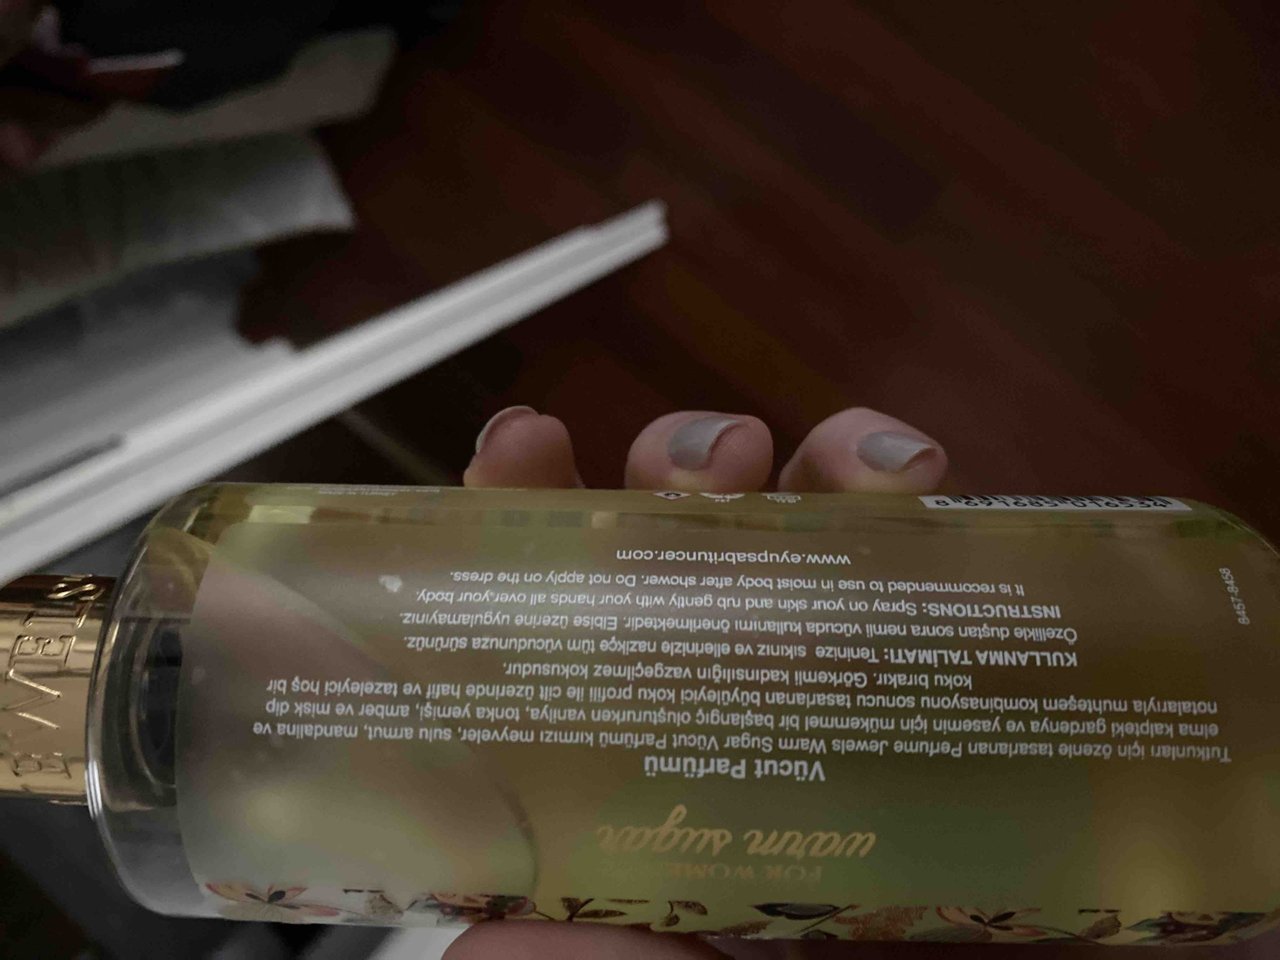 FOR WOME
warm sugar
Vücut Parfümü
Tutkunları için özenle tasarlanan Perfume Jewels Warm Sugar Vücut Parfümü kırmızı meyveler, sulu armut, mandalina ve
elma kalpteki gardenya ve yasemin için mükemmel bir başlangıç oluştururken vanilya, tonka yemişi, amber ve misk dip
notalarıyla muhteşem kombinasyonu sonucu tasarlanan büyüleyici koku profili ile cilt üzerinde hafif ve tazeleyici hoş bir
koku bırakır. Görkemli kadınsılığın vazgeçilmez kokusudur.
KULLANMA TALİMATI: Teninize sıkınız ve ellerinizle nazikçe tüm vücudunuza sürünüz.
Özellikle duştan sonra nemli vücuda kullanımı önerilmektedir. Elbise üzerine uygulamayınız.
INSTRUCTIONS: Spray on your skin and rub gently with your hands all over your body.
It is recommended to use in moist body after shower. Do not apply on the dress.
www.eyupsabrituncer.com
8 691685 016534
8457-8458